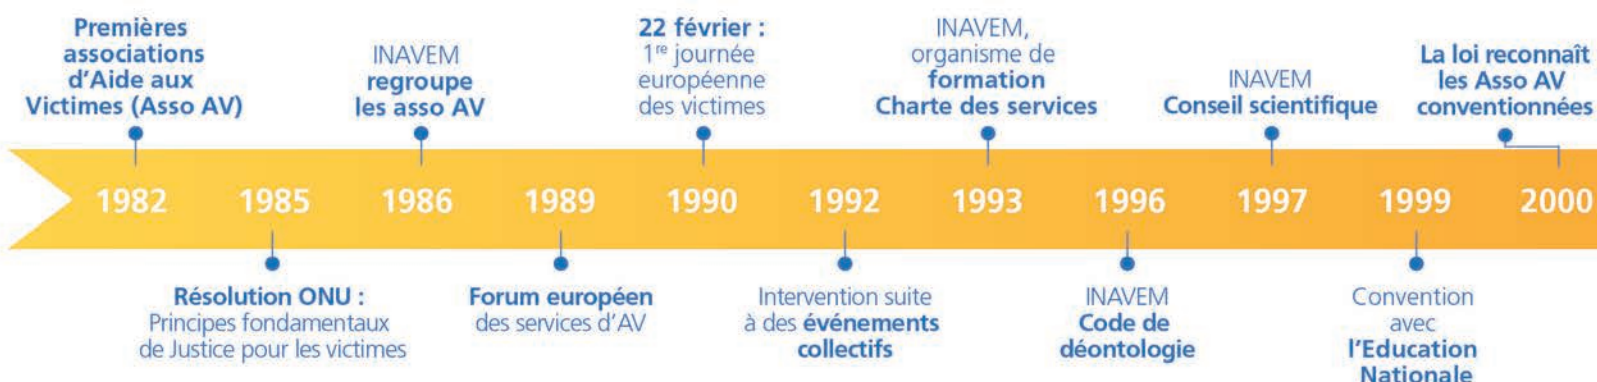 Premières
associations
d'Aide aux
Victimes (Asso AV)
INAVEM
regroupe
les asso AV
22 février :
1re journée
européenne
des victimes
INAVEM,
organisme de
formation
Charte des services
INAVEM
Conseil scientifique
La loi reconnaît
les Asso AV
conventionnées
1982 1985 1986 1989 1990 1992 1993 1996 1997 1999 2000
Résolution ONU :
Principes fondamentaux
de Justice pour les victimes
Forum européen
des services d'AV
Intervention suite
à des événements
collectifs
INAVEM
Code de
déontologie
Convention
avec
l'Education
Nationale